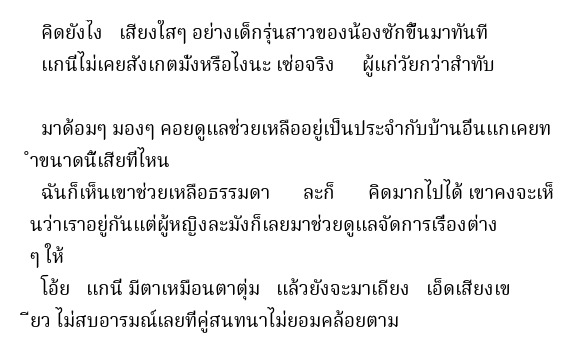 คิดยังไง เสียงใสๆ อย่างเด็กรุ่นสาวของน้องซักขึ้นมาทันที
แกนี่ไม่เคยสังเกตมั่งหรือไงนะ เซ่อจริง ผู้แก่วัยกว่าสำทับ
มาด้อมๆ มองๆ คอยดูแลช่วยเหลืออยู่เป็นประจำกับบ้านอื่นแกเคยท
ำขนาดนี้เสียที่ไหน
ฉันก็เห็นเขาช่วยเหลือธรรมดา ละก็ คิดมากไปได้ เขาคงจะเห็
นว่าเราอยู่กันแต่ผู้หญิงละมังก็เลยมาช่วยดูแลจัดการเรื่องต่าง
ๆ ให้
โอ้ย แกนี่ มีตาเหมือนตาตุ่ม แล้วยังจะมาเถียง เอ็ดเสียงเข
ียว ไม่สบอารมณ์เลยที่คู่สนทนาไม่ยอมคล้อยตาม